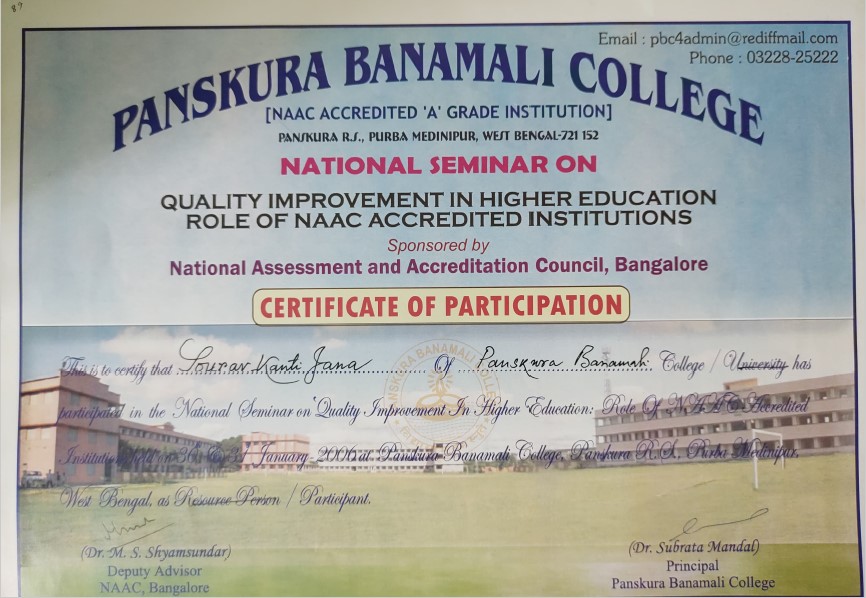 87
Email : pbc4admin@rediffmail.com
Phone : 03228-25222
PANSKURA BANAMALI COLLEGE
[NAAC ACCREDITED 'A' GRADE INSTITUTION]
PANSKURA R.S., PURBA MEDINIPUR, WEST BENGAL-721 152
NATIONAL SEMINAR ON
QUALITY IMPROVEMENT IN HIGHER EDUCATION
ROLE OF NAAC ACCREDITED INSTITUTIONS
Sponsored by
National Assessment and Accreditation Council, Bangalore
CERTIFICATE OF PARTICIPATION
This is to certify that Sourav Kanti Jana Of Panskura Banamali College / University has
participated in the National Seminar on 'Quality Improvement In Higher Education: Role Of NAAC Accredited
Institution held on 30 & 31 January- 2006 at Panskura Banamali College, Panskura R.S., Purba Medinipur,
West Bengal, as Resource Person / Participant.
(Dr. M. S. Shyamsundar)
Deputy Advisor
NAAC, Bangalore
(Dr. Subrata Mandal)
Principal
Panskura Banamali College